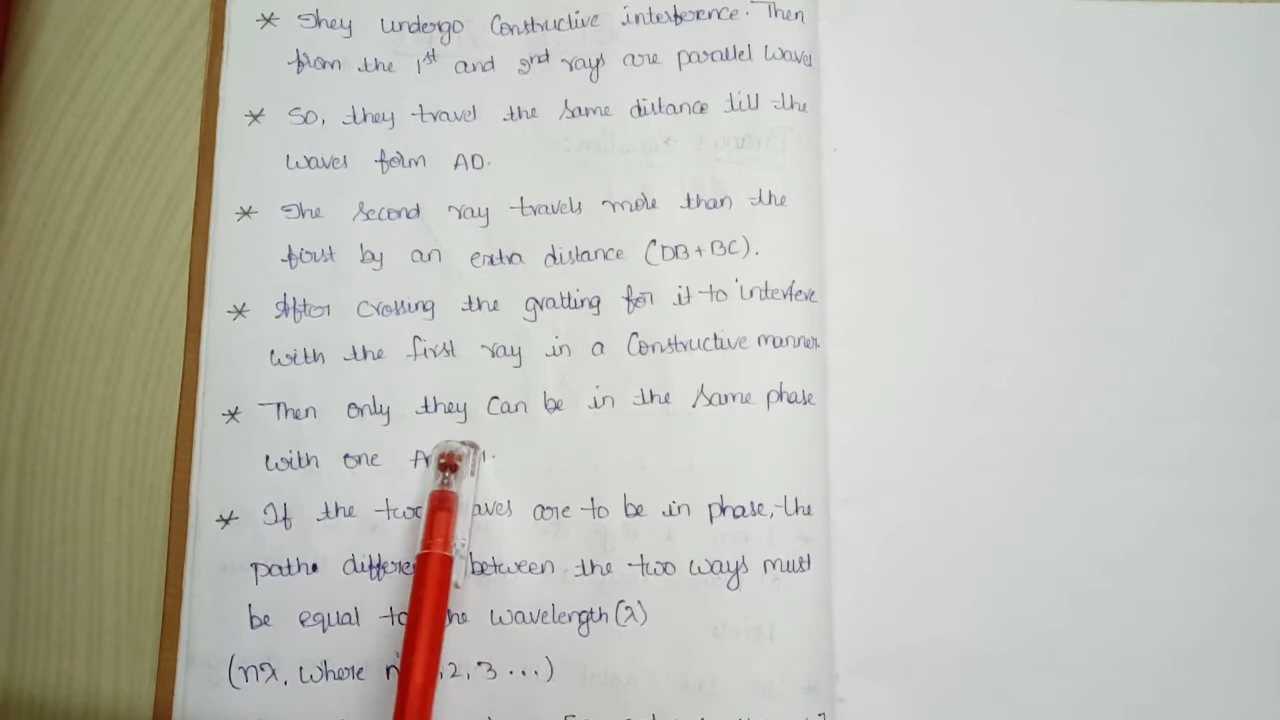 * They undergo Constructive interference. Then
from the 1st and 2nd rays are parallel waves
* So, they travel the same distance till the
waves form AD.
* The second ray travels more than the
first by an extra distance (DB+BC).
* After crossing the gratting for it to interfere
with the first ray in a Constructive manner
* Then only they can be in the same phase
with one
* If the two are to be in phase, the
path between the two ways must
be equal to wavelength (λ)
(nλ, where n 2, 3 ...)